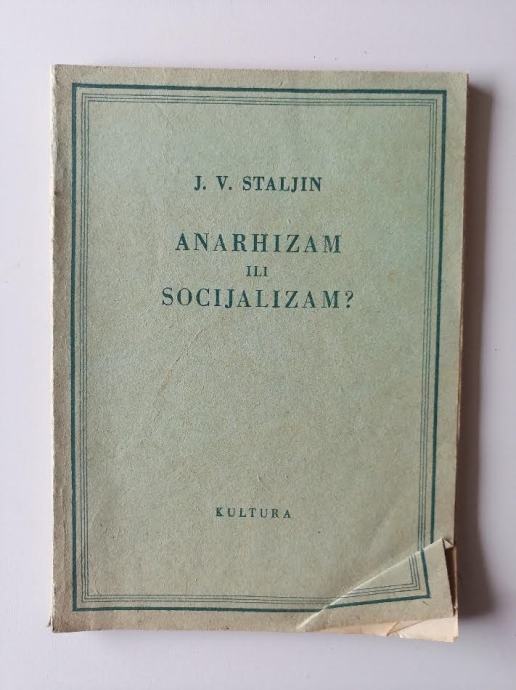 J. V. STALJIN
ANARHIZAM
ILI
SOCIJALIZAM?
KULTURA